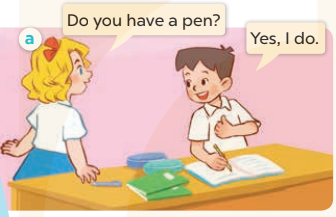 a
Do you have a pen?
Yes, I do.